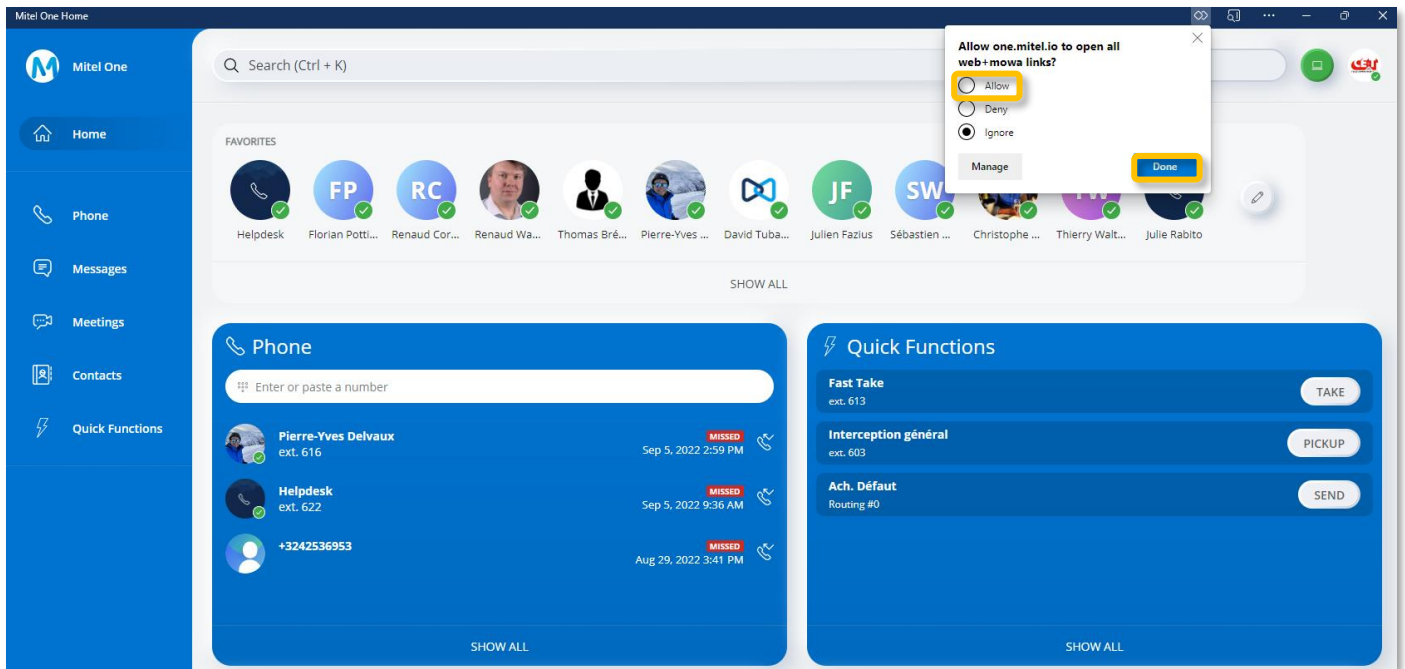 Mitel One Home
Mitel One
Home
Phone
Messages
Meetings
Contacts
Quick Functions
Search (Ctrl + K)
Allow one.mitel.io to open all
web+mowa links?
Allow
Deny
Ignore
Manage
Done
FAVORITES
FP
RC
JF
SW
Helpdesk
Florian Potti...
Renaud Cor...
Renaud Wa...
Thomas Bré...
Pierre-Yves ...
David Tuba...
Julien Fazius
Sébastien ...
Christophe ...
Thierry Walt...
Julie Rabito
SHOW ALL
Phone
Enter or paste a number
Pierre-Yves Delvaux
ext. 616
MISSED
Sep 5, 2022 2:59 PM
Helpdesk
ext. 622
MISSED
Sep 5, 2022 9:36 AM
+3242536953
MISSED
Aug 29, 2022 3:41 PM
SHOW ALL
Quick Functions
Fast Take
ext. 613
TAKE
Interception général
ext. 603
PICKUP
Ach. Défaut
Routing #0
SEND
SHOW ALL